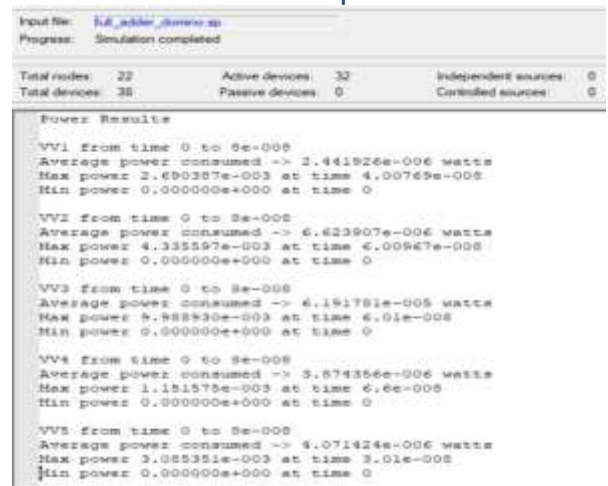 Input file: full_adder_domino.sp
Progress: Simulation completed
Total nodes: 22 Active devices: 32 Independent sources: 0
Total devices: 38 Passive devices: 0 Controlled sources: 0
Power Results
VV1 from time 0 to 8e-008
Average power consumed -> 2.441926e-006 watts
Max power 2.690387e-003 at time 4.00769e-008
Min power 0.000000e+000 at time 0
VV2 from time 0 to 8e-008
Average power consumed -> 6.623907e-006 watts
Max power 4.335597e-003 at time 6.00967e-008
Min power 0.000000e+000 at time 0
VV3 from time 0 to 8e-008
Average power consumed -> 6.191781e-005 watts
Max power 9.988930e-003 at time 6.01e-008
Min power 0.000000e+000 at time 0
VV4 from time 0 to 8e-008
Average power consumed -> 3.874356e-006 watts
Max power 1.151575e-003 at time 6.6e-008
Min power 0.000000e+000 at time 0
VV5 from time 0 to 8e-008
Average power consumed -> 4.071424e-006 watts
Max power 3.085351e-003 at time 3.01e-008
Min power 0.000000e+000 at time 0